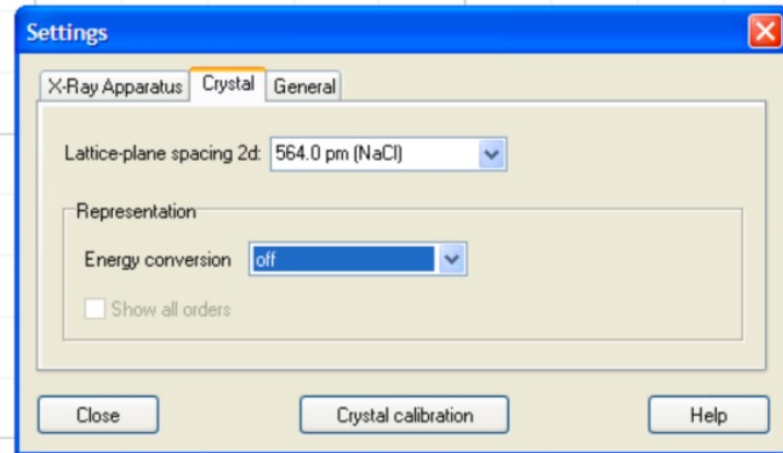 Settings
X-Ray Apparatus Crystal General
Lattice-plane spacing 2d: 564.0 pm (NaCl)
Representation
Energy conversion off
Show all orders
Close Crystal calibration Help